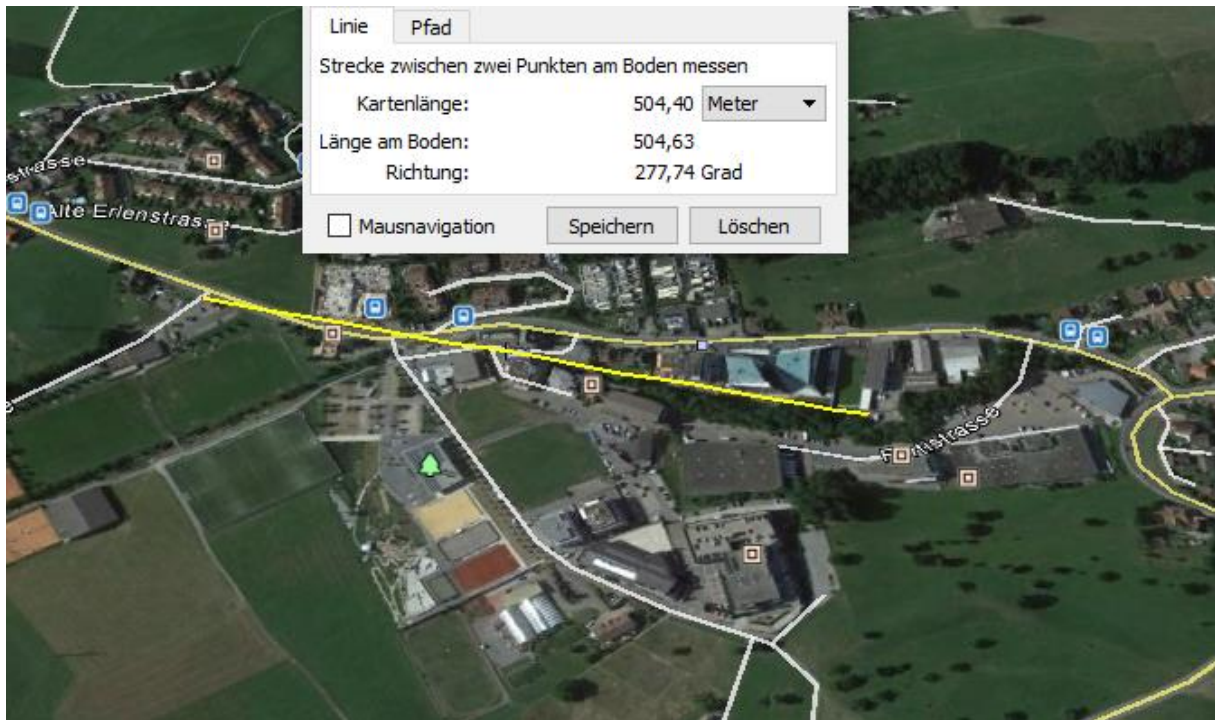 Linie Pfad
Strecke zwischen zwei Punkten am Boden messen
Kartenlänge: 504,40 Meter
Länge am Boden: 504,63
Richtung: 277,74 Grad
Mausnavigation Speichern Löschen
strasse
Alte Erlenstrasse